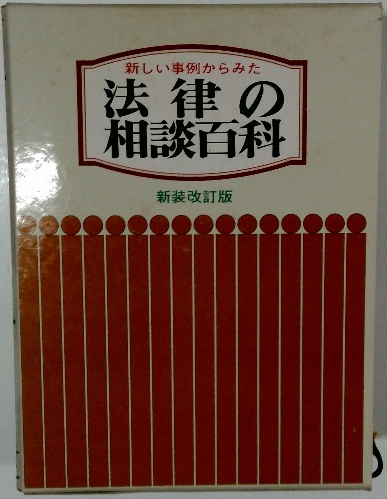 新しい事例からみた
法律の
相談百科
新装改訂版